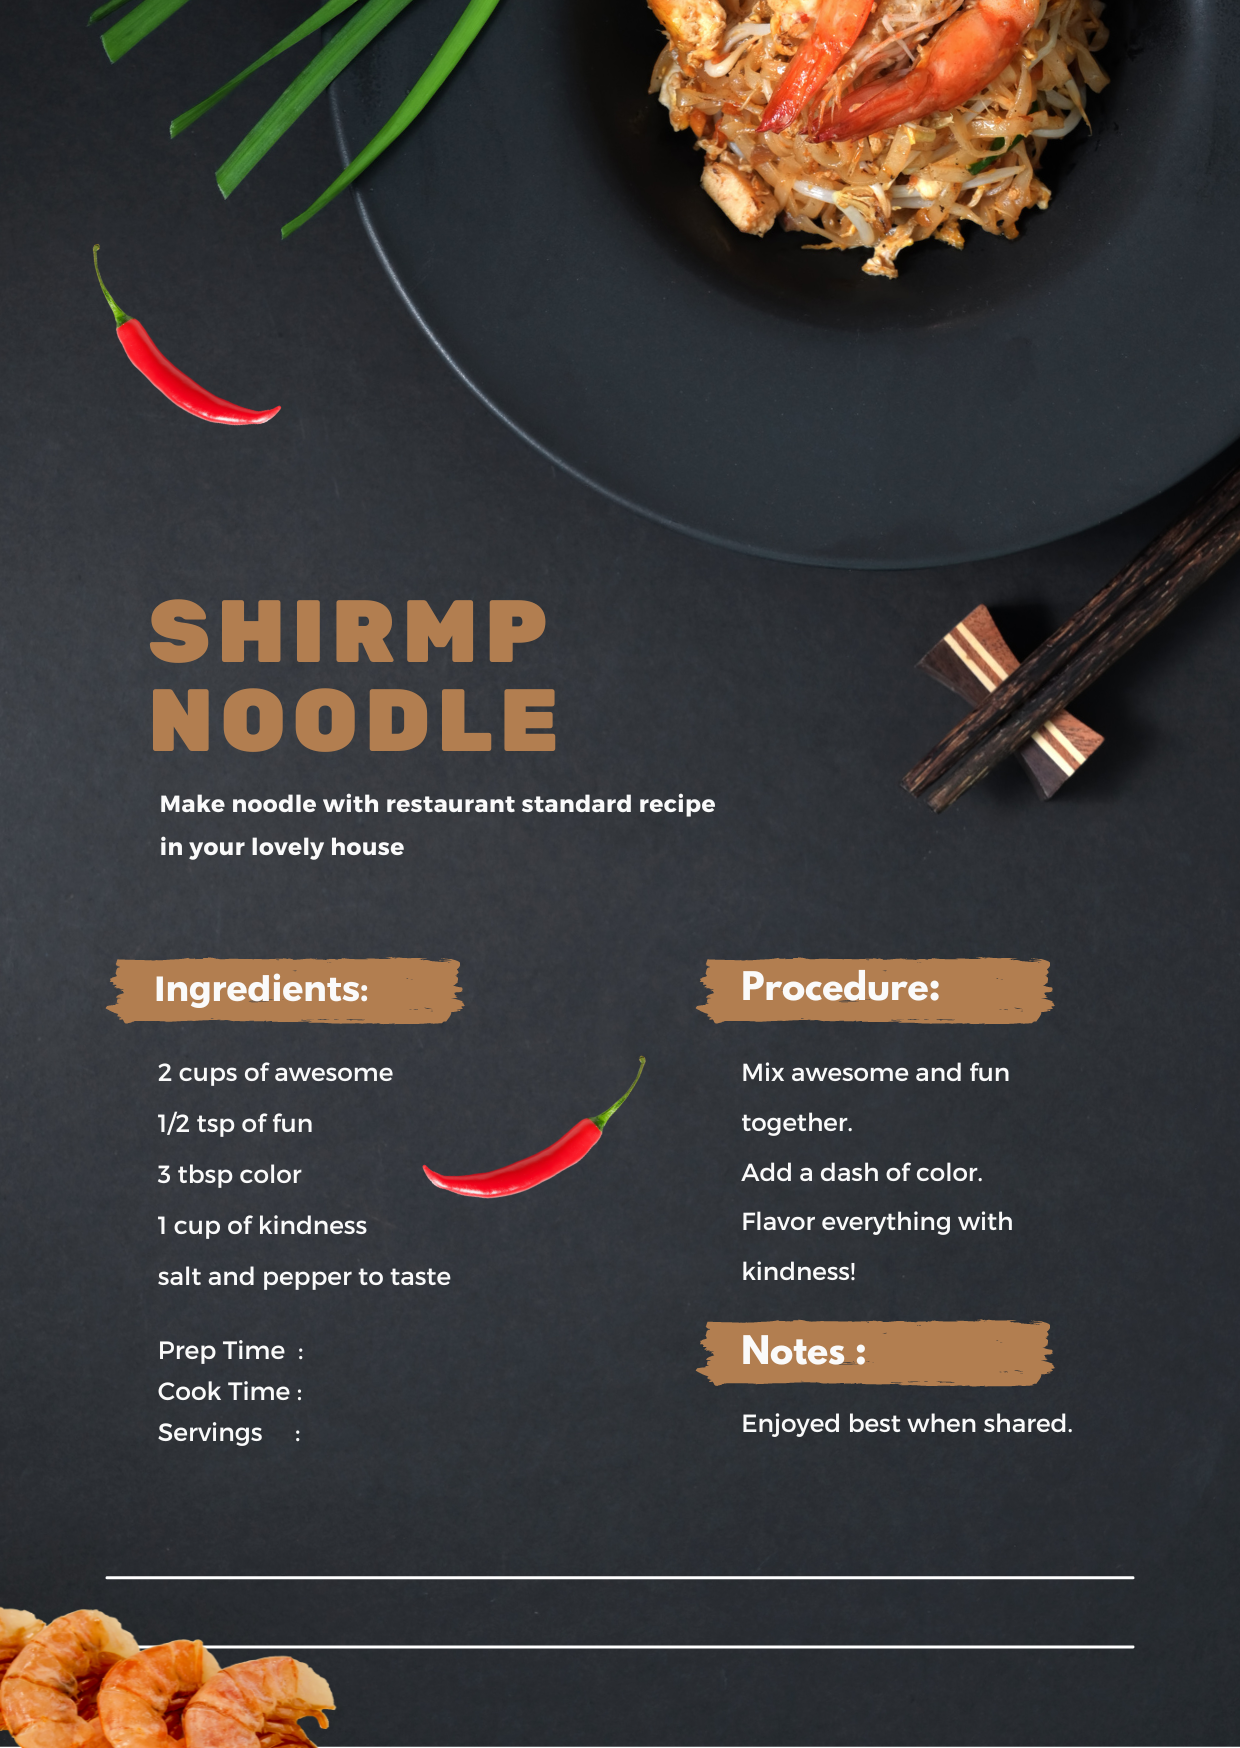 SHIRMP
NOODLE
Make noodle with restaurant standard recipe
in your lovely house
Ingredients:
2 cups of awesome
1/2 tsp of fun
3 tbsp color
1 cup of kindness
salt and pepper to taste
Prep Time :
Cook Time :
Servings :
Procedure:
Mix awesome and fun
together.
Add a dash of color.
Flavor everything with
kindness!
Notes :
Enjoyed best when shared.